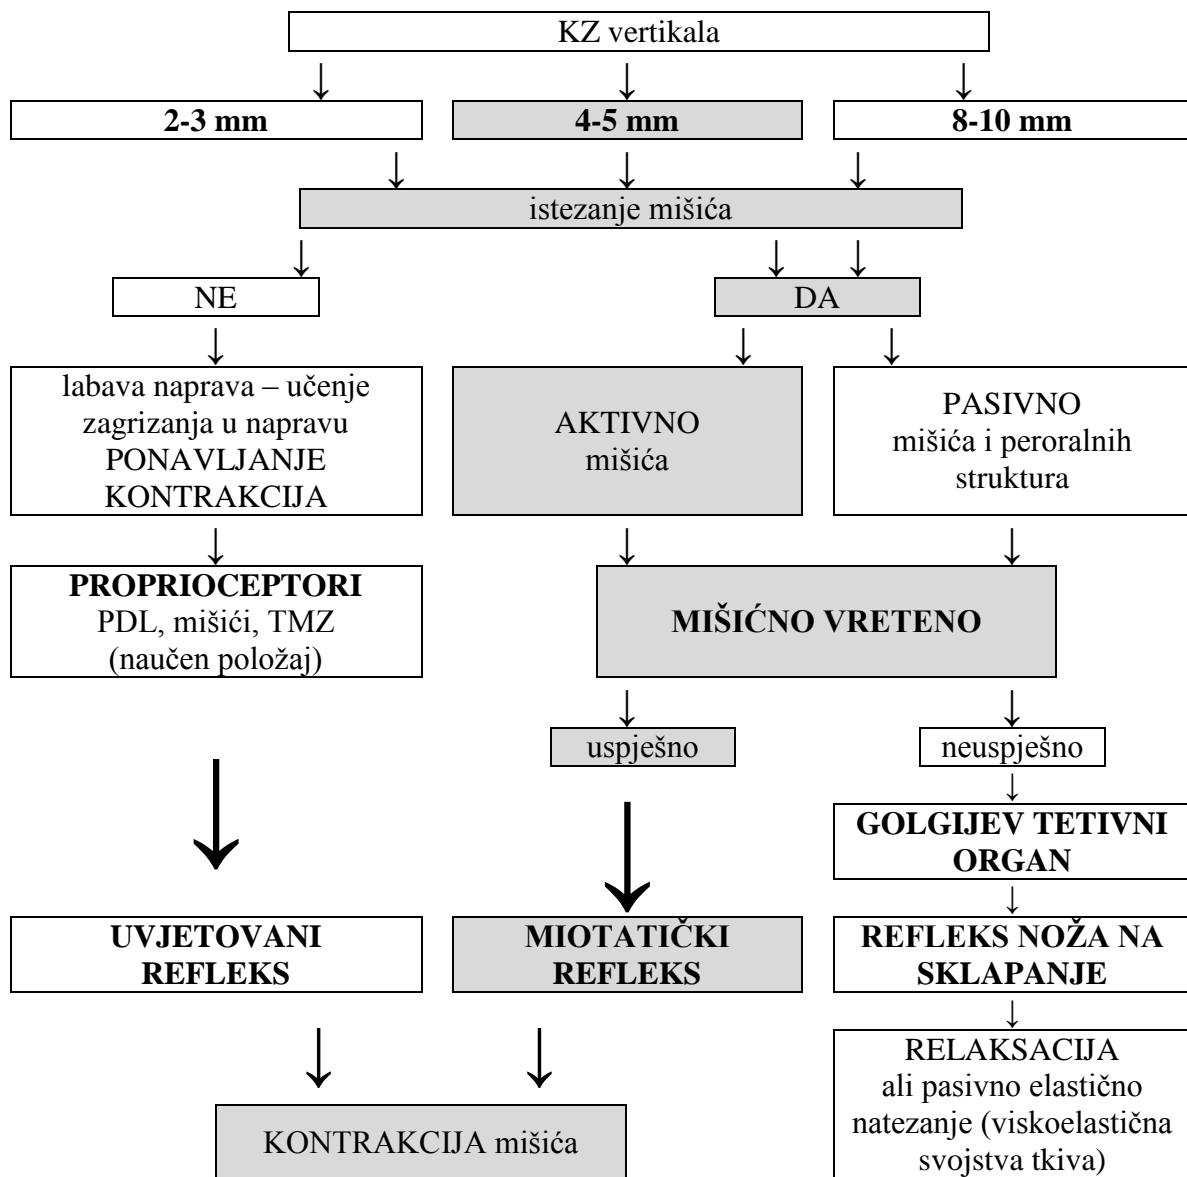 KZ vertikala
2-3 mm
4-5 mm
8-10 mm
istezanje mišića
NE
DA
labava naprava – učenje
zagrizanja u napravu
PONAVLJANJE
KONTRAKCIJA
AKTIVNO
mišića
PASIVNO
mišića i peroralnih
struktura
PROPRIOCEPTORI
PDL, mišići, TMZ
(naučen položaj)
MIŠIĆNO VRETENO
uspješno
neuspješno
GOLGIJEV TETIVNI
ORGAN
UVJETOVANI
REFLEKS
MIOTATIČKI
REFLEKS
REFLEKS NOŽA NA
SKLAPANJE
KONTRAKCIJA mišića
RELAKSACIJA
ali pasivno elastično
natezanje (viskoelastična
svojstva tkiva)